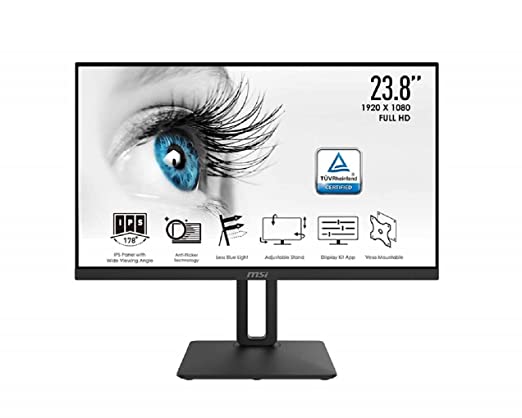 23.8"
1920 X 1080
FULL HD
TÜVRheinland
CERTIFIED
IPS
178°
IPS Panel with
Wide Viewing Angle
Anti-Flicker
Technology
Less Blue Light
Adjustable Stand
Display Kit App
Vesa Mountable
msi